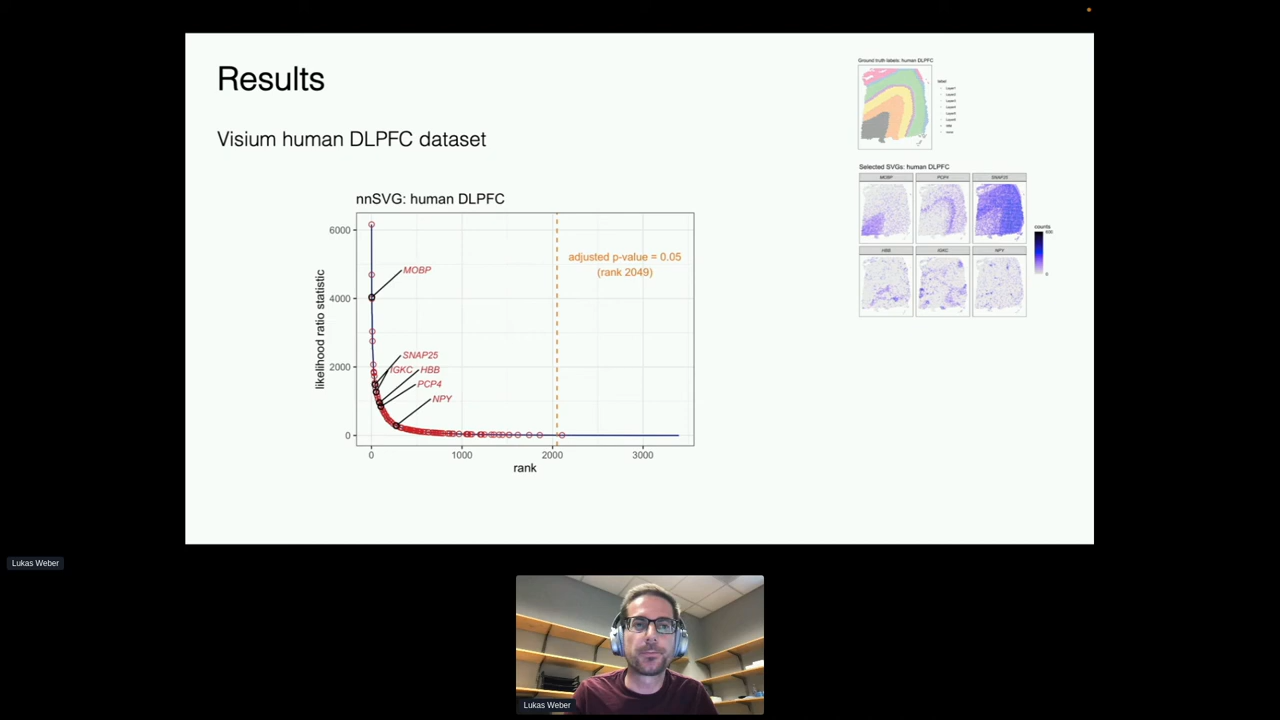 Results
Visium human DLPFC dataset
nnSVG: human DLPFC
6000
4000
2000
0
likelihood ratio statistic
MOBP
SNAP25
IGKC HBB
PCP4
NPY
adjusted p-value = 0.05
(rank 2049)
0 1000 2000 3000
rank
Ground truth labels: human DLPFC
Selected SVGs: human DLPFC
MOBP PCP4 SNAP25
HBB IGKC NPY
counts
Lukas Weber
Lukas Weber